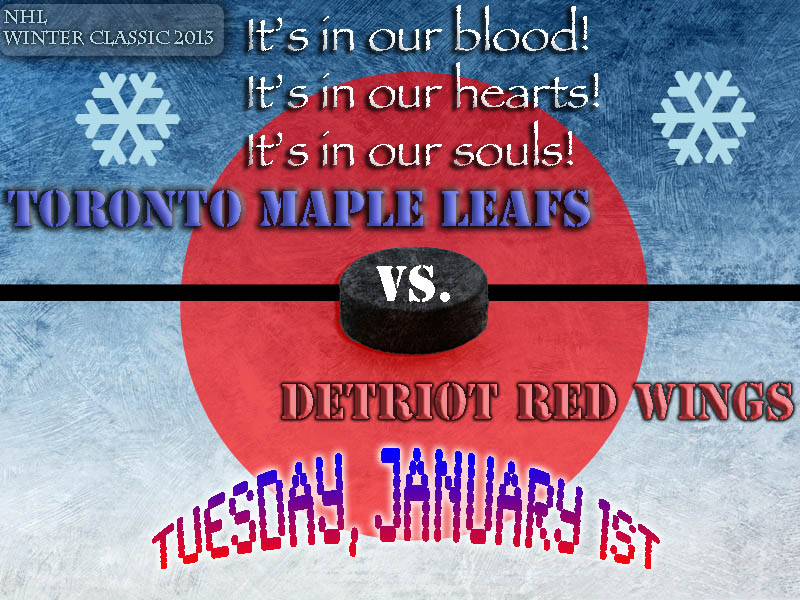 NHL
WINTER CLASSIC 2013
It's in our blood!
It's in our hearts!
It's in our souls!
TORONTO MAPLE LEAFS
VS.
DETRIOT RED WINGS
TUESDAY, JANUARY 1ST